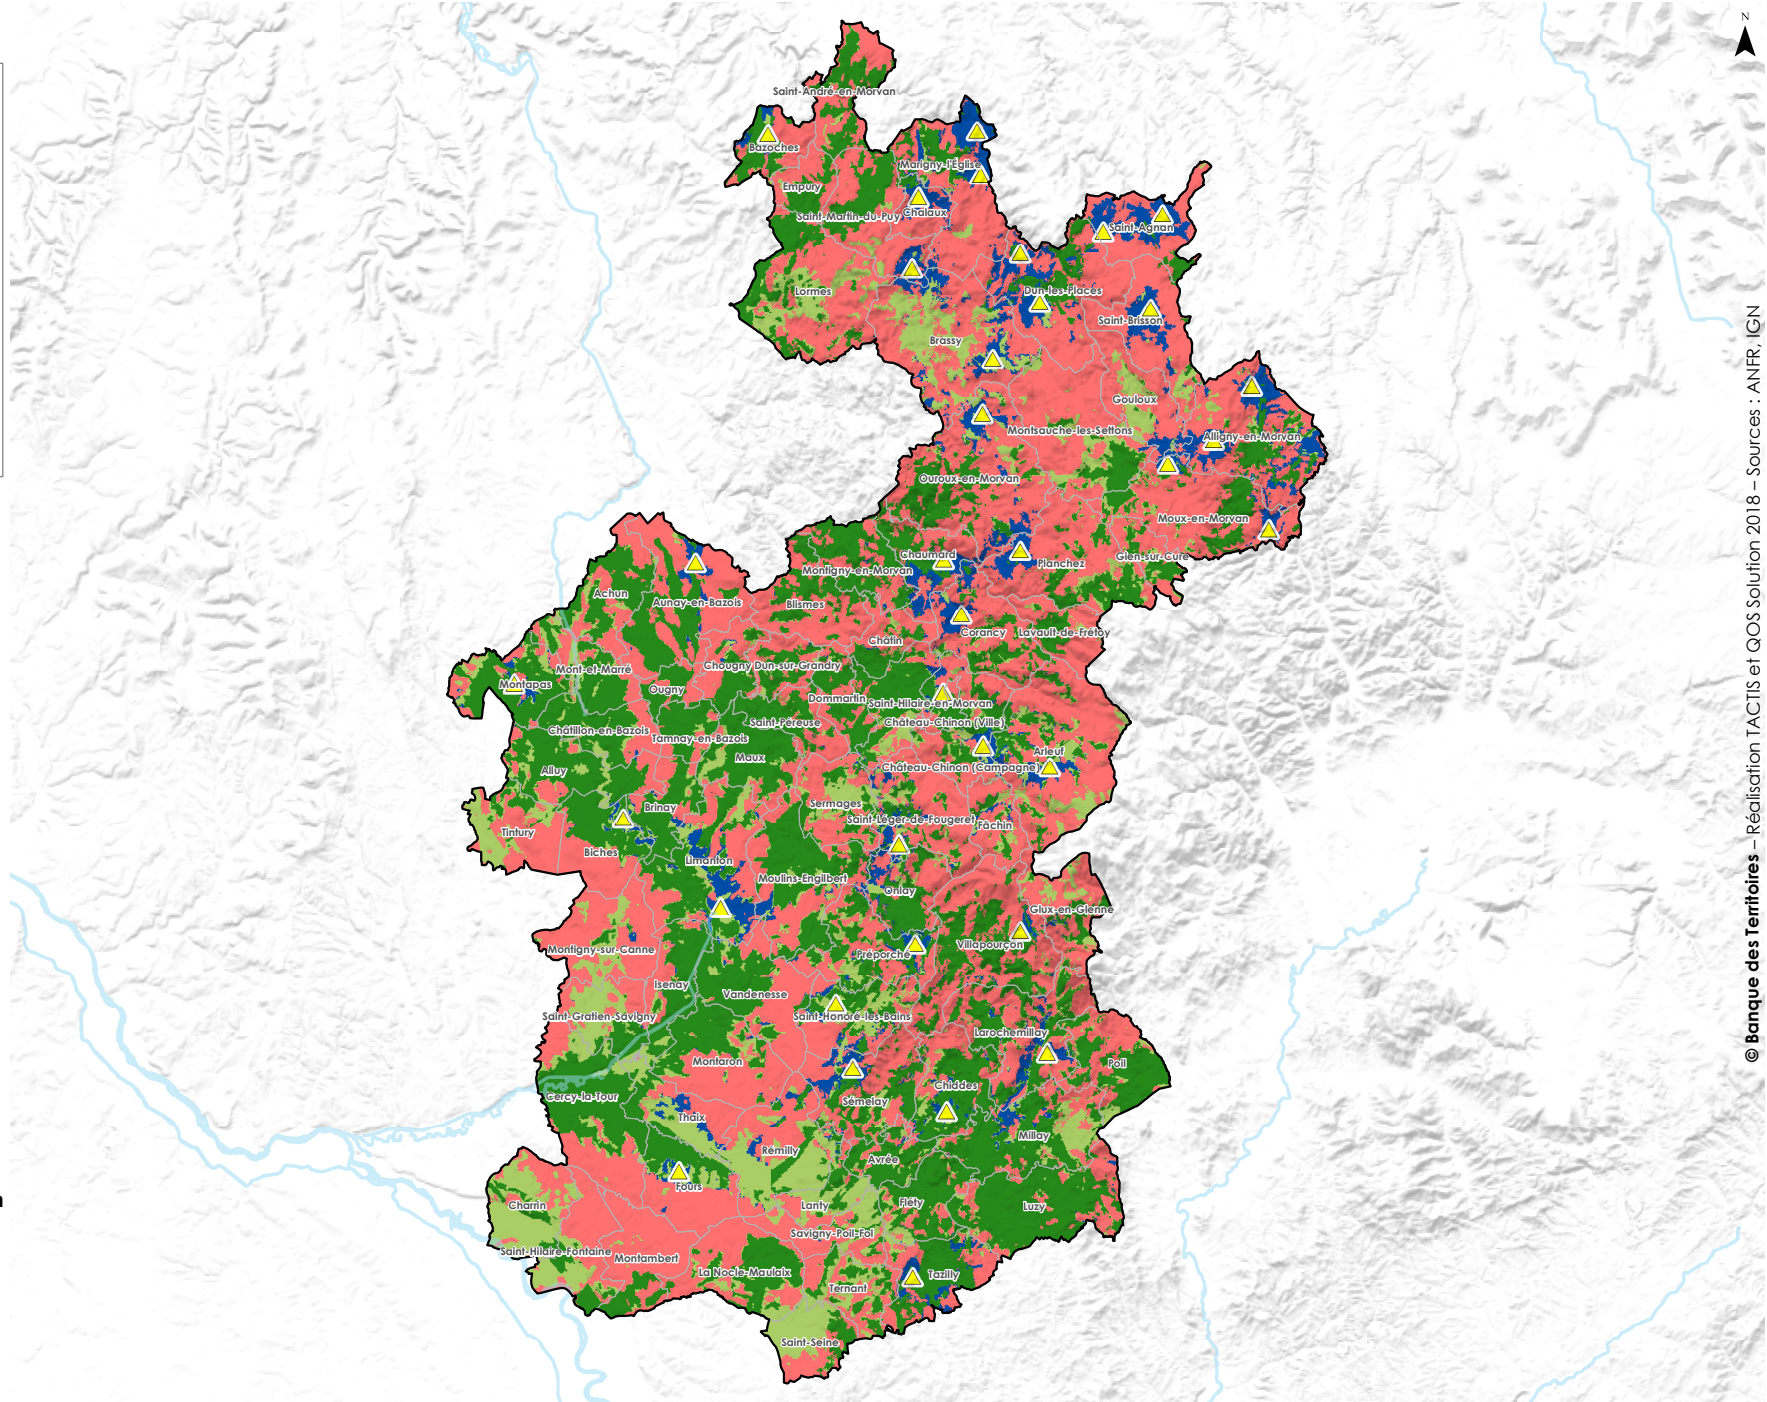 N
Saint-André-en-Morvan
Bazoches
Marigny-l'Église
Empury
Saint-Martin-du-Puy
Chalaux
Saint-Agnan
Lormes
Dun-les-Places
Saint-Brisson
Brassy
Gouloux
Montsauche-les-Settons
Alligny-en-Morvan
Ouroux-en-Morvan
Moux-en-Morvan
Chaumard
Gien-sur-Cure
Planchez
Montigny-en-Morvan
Achun
Aunay-en-Bazois
Blismes
Corancy
Lavault-de-Frétoy
Châtin
Mont-et-Marré
Chougny
Dun-sur-Grandry
Montapas
Ougny
Dommartin
Saint-Hilaire-en-Morvan
Saint-Péreuse
Château-Chinon (Ville)
Châtillon-en-Bazois
Tamnay-en-Bazois
Maux
Arleuf
Château-Chinon (Campagne)
Alluy
Brinay
Sermages
Saint-Léger-de-Fougeret
Fâchin
Tintury
Biches
Limanton
Moulins-Engilbert
Onlay
Glux-en-Glenne
Villapourçon
Montigny-sur-Canne
Préporché
Isenay
Vandenesse
Saint-Gratien-Savigny
Saint-Honoré-les-Bains
Larochemillay
Montaron
Poil
Chiddes
Cercy-la-Tour
Sémelay
Thaix
Millay
Rémilly
Avrée
Fours
Charrin
Lanty
Fléty
Luzy
Savigny-Poil-Fol
Saint-Hilaire-Fontaine
Montambert
La Nocle-Maulaix
Tazilly
Ternant
Saint-Seine
© Banque des Territoires – Réalisation TACTIS et QOS Solution 2018 – Sources : ANFR, IGN